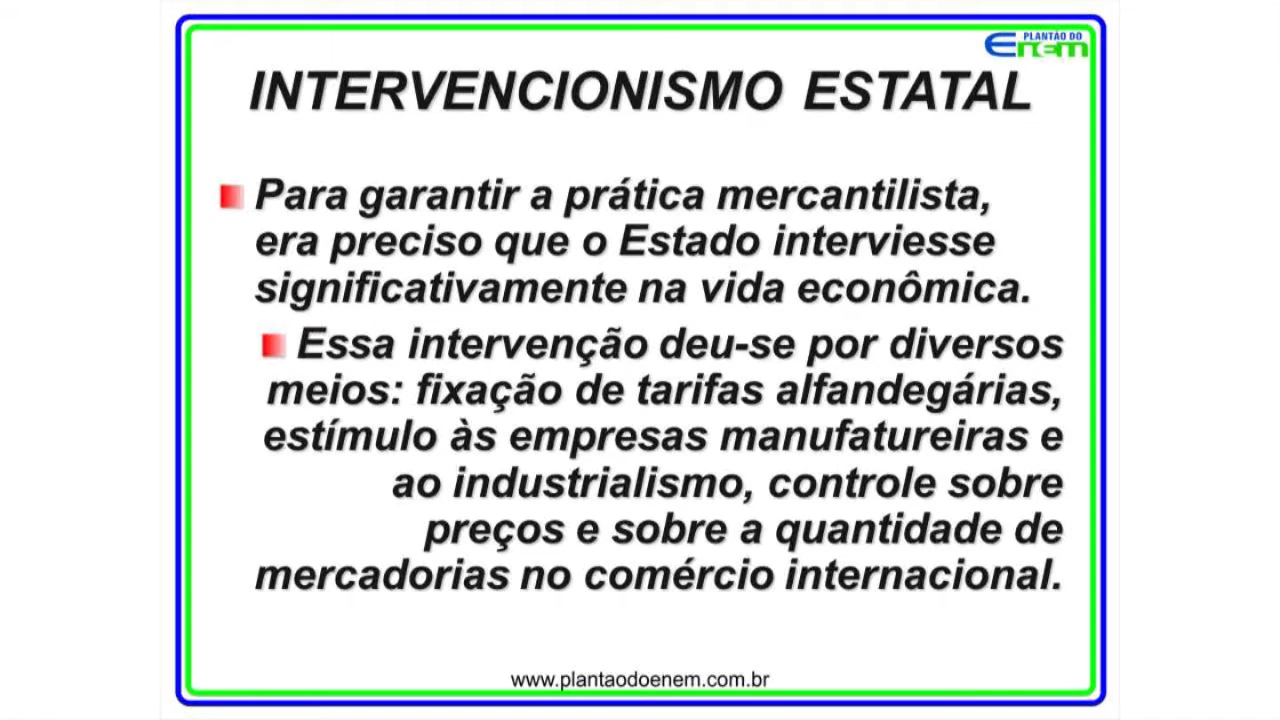 PLANTÃO DO
Enem
INTERVENCIONISMO ESTATAL
Para garantir a prática mercantilista,
era preciso que o Estado interviesse
significativamente na vida econômica.
Essa intervenção deu-se por diversos
meios: fixação de tarifas alfandegárias,
estímulo às empresas manufatureiras e
ao industrialismo, controle sobre
preços e sobre a quantidade de
mercadorias no comércio internacional.
www.plantaodoenem.com.br